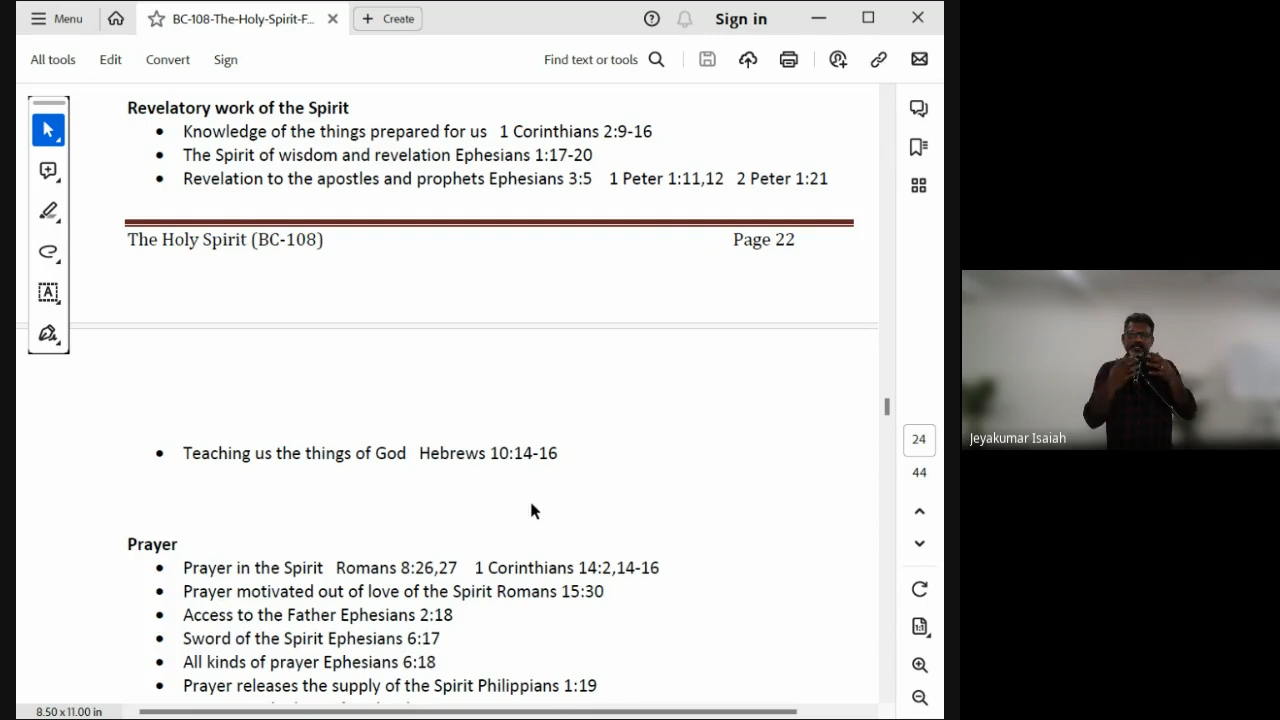 Menu
BC-108-The-Holy-Spirit-F...
Create
Sign in
All tools
Edit
Convert
Sign
Find text or tools
Revelatory work of the Spirit
• Knowledge of the things prepared for us 1 Corinthians 2:9-16
• The Spirit of wisdom and revelation Ephesians 1:17-20
• Revelation to the apostles and prophets Ephesians 3:5 1 Peter 1:11,12 2 Peter 1:21
The Holy Spirit (BC-108) Page 22
• Teaching us the things of God Hebrews 10:14-16
Prayer
• Prayer in the Spirit Romans 8:26,27 1 Corinthians 14:2,14-16
• Prayer motivated out of love of the Spirit Romans 15:30
• Access to the Father Ephesians 2:18
• Sword of the Spirit Ephesians 6:17
• All kinds of prayer Ephesians 6:18
• Prayer releases the supply of the Spirit Philippians 1:19
8.50 x 11.00 in
24
44
1:1
Jeyakumar Isaiah